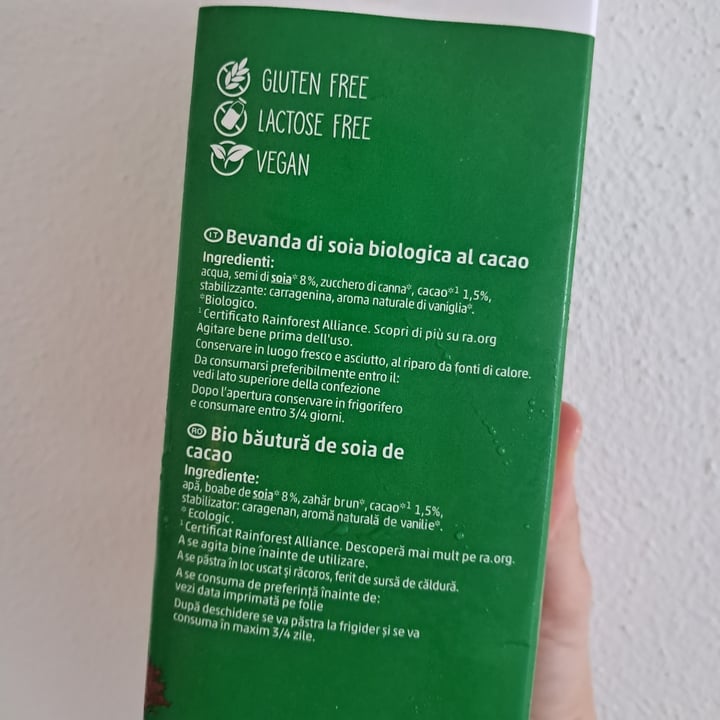 GLUTEN FREE
LACTOSE FREE
VEGAN
IT Bevanda di soia biologica al cacao
Ingredienti:
acqua, semi di soia* 8%, zucchero di canna*, cacao*¹ 1,5%,
stabilizzante: carragenina, aroma naturale di vaniglia*.
*Biologico.
¹ Certificato Rainforest Alliance. Scopri di più su ra.org
Agitare bene prima dell'uso.
Conservare in luogo fresco e asciutto, al riparo da fonti di calore.
Da consumarsi preferibilmente entro il:
vedi lato superiore della confezione
Dopo l'apertura conservare in frigorifero
e consumare entro 3/4 giorni.
RO Bio băutură de soia de
cacao
Ingrediente:
apă, boabe de soia* 8%, zahăr brun*, cacao*¹ 1,5%,
stabilizator: caragenan, aromă naturală de vanilie*.
* Ecologic.
¹ Certificat Rainforest Alliance. Descoperă mai mult pe ra.org.
A se agita bine înainte de utilizare.
A se păstra în loc uscat și răcoros, ferit de sursă de căldură.
A se consuma de preferință înainte de:
vezi data imprimată pe folie
După deschidere se va păstra la frigider și se va
consuma în maxim 3/4 zile.